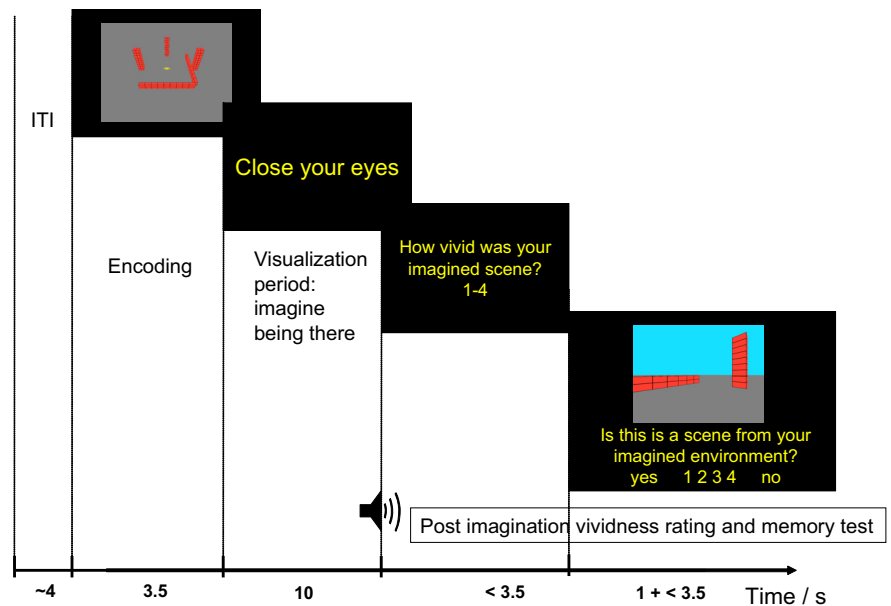 ITI
Close your eyes
Encoding
Visualization
period:
imagine
being there
How vivid was your
imagined scene?
1-4
Is this is a scene from your
imagined environment?
yes 1 2 3 4 no
Post imagination vividness rating and memory test
~4 3.5 10 < 3.5 1 + < 3.5 Time / s